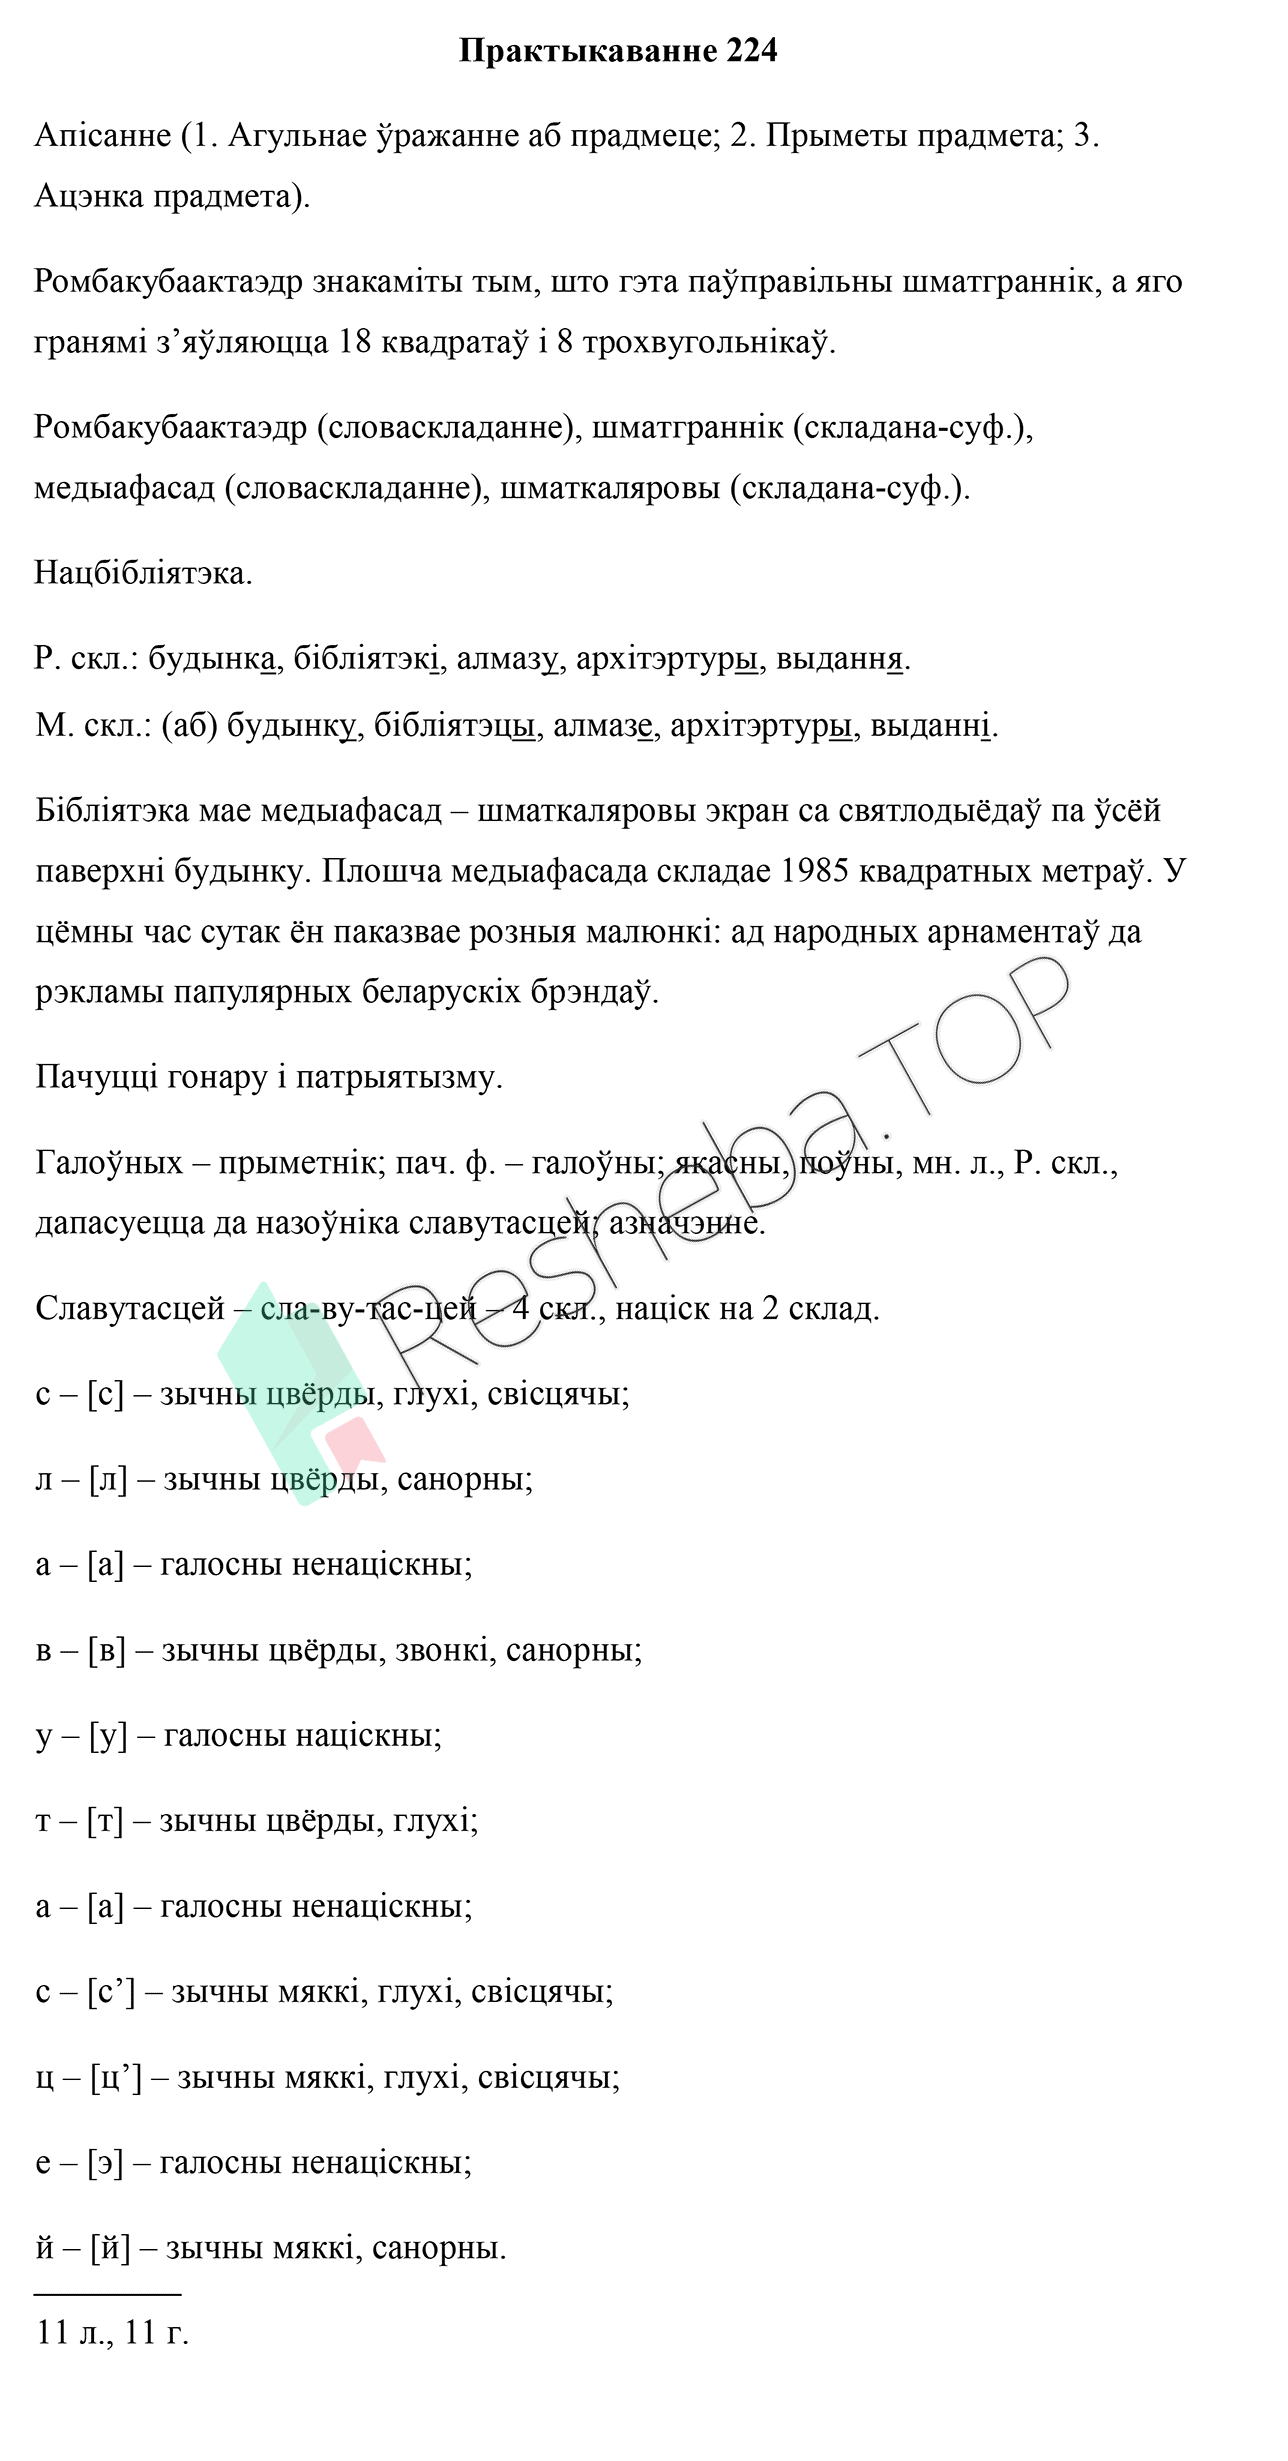 Практыкаванне 224
Апісанне (1. Агульнае ўражанне аб прадмеце; 2. Прыметы прадмета; 3.
Ацэнка прадмета).
Ромбакубаактаэдр знакаміты тым, што гэта паўправільны шматграннік, а яго
гранямі з’яўляюцца 18 квадратаў і 8 трохвугольнікаў.
Ромбакубаактаэдр (словаскладанне), шматграннік (складана-суф.),
медыафасад (словаскладанне), шматкаляровы (складана-суф.).
Нацбібліятэка.
Р. скл.: будынка, бібліятэкі, алмазу, архітэртуры, выдання.
М. скл.: (аб) будынку, бібліятэцы, алмазе, архітэртуры, выданні.
Бібліятэка мае медыафасад – шматкаляровы экран са святлодыёдаў па ўсёй
паверхні будынку. Плошча медыафасада складае 1985 квадратных метраў. У
цёмны час сутак ён паказвае розныя малюнкі: ад народных арнаментаў да
рэкламы папулярных беларускіх брэндаў.
Пачуцці гонару і патрыятызму.
Галоўных – прыметнік; пач. ф. – галоўны; якасны, поўны, мн. л., Р. скл.,
дапасуецца да назоўніка славутасцей; азначэнне.
Славутасцей – сла-ву-тас-цей – 4 скл., націск на 2 склад.
с – [с] – зычны цвёрды, глухі, свісцячы;
л – [л] – зычны цвёрды, санорны;
а – [а] – галосны ненаціскны;
в – [в] – зычны цвёрды, звонкі, санорны;
у – [у] – галосны націскны;
т – [т] – зычны цвёрды, глухі;
а – [а] – галосны ненаціскны;
с – [с’] – зычны мяккі, глухі, свісцячы;
ц – [ц’] – зычны мяккі, глухі, свісцячы;
е – [э] – галосны ненаціскны;
й – [й] – зычны мяккі, санорны.
11 л., 11 г.
Resheba.TOP